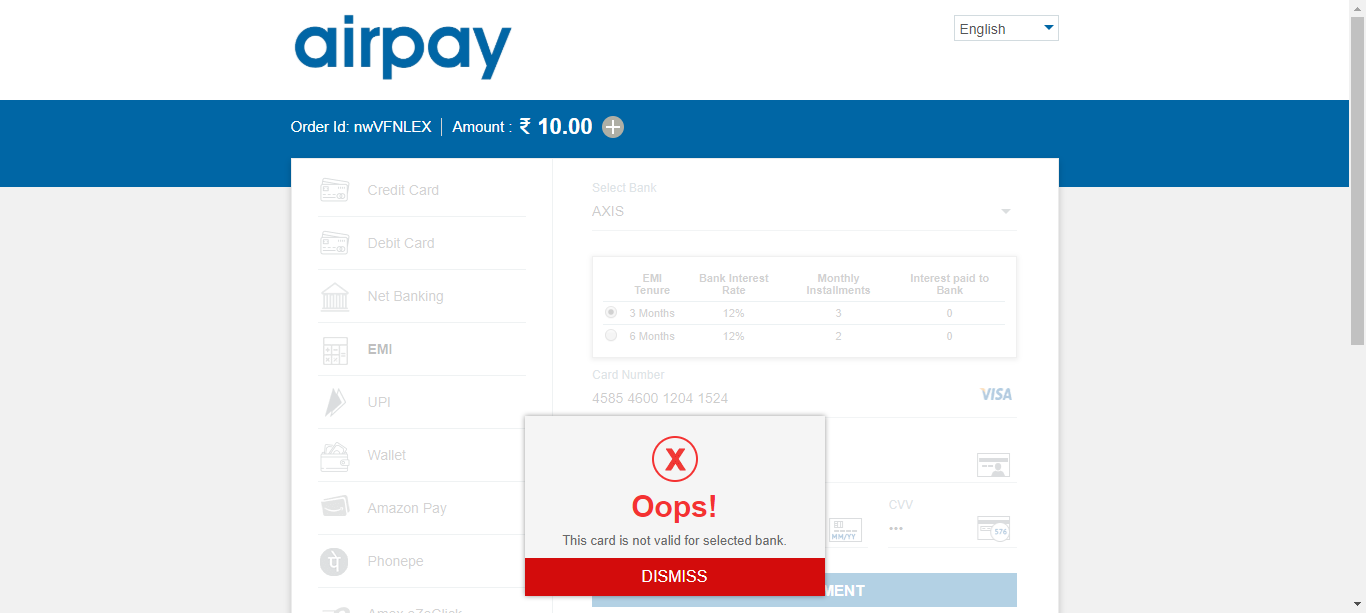 airpay
English
Order Id: nwVFNLEX | Amount : ₹ 10.00
Credit Card
Debit Card
Net Banking
EMI
UPI
Wallet
Amazon Pay
Phonepe
Amex eZeClick
Select Bank
AXIS
EMI Tenure Bank Interest Rate Monthly Installments Interest paid to Bank
3 Months 12% 3 0
6 Months 12% 2 0
Card Number
4585 4600 1204 1524 VISA
MM/YY
CVV
576
MENT
X
Oops!
This card is not valid for selected bank.
DISMISS